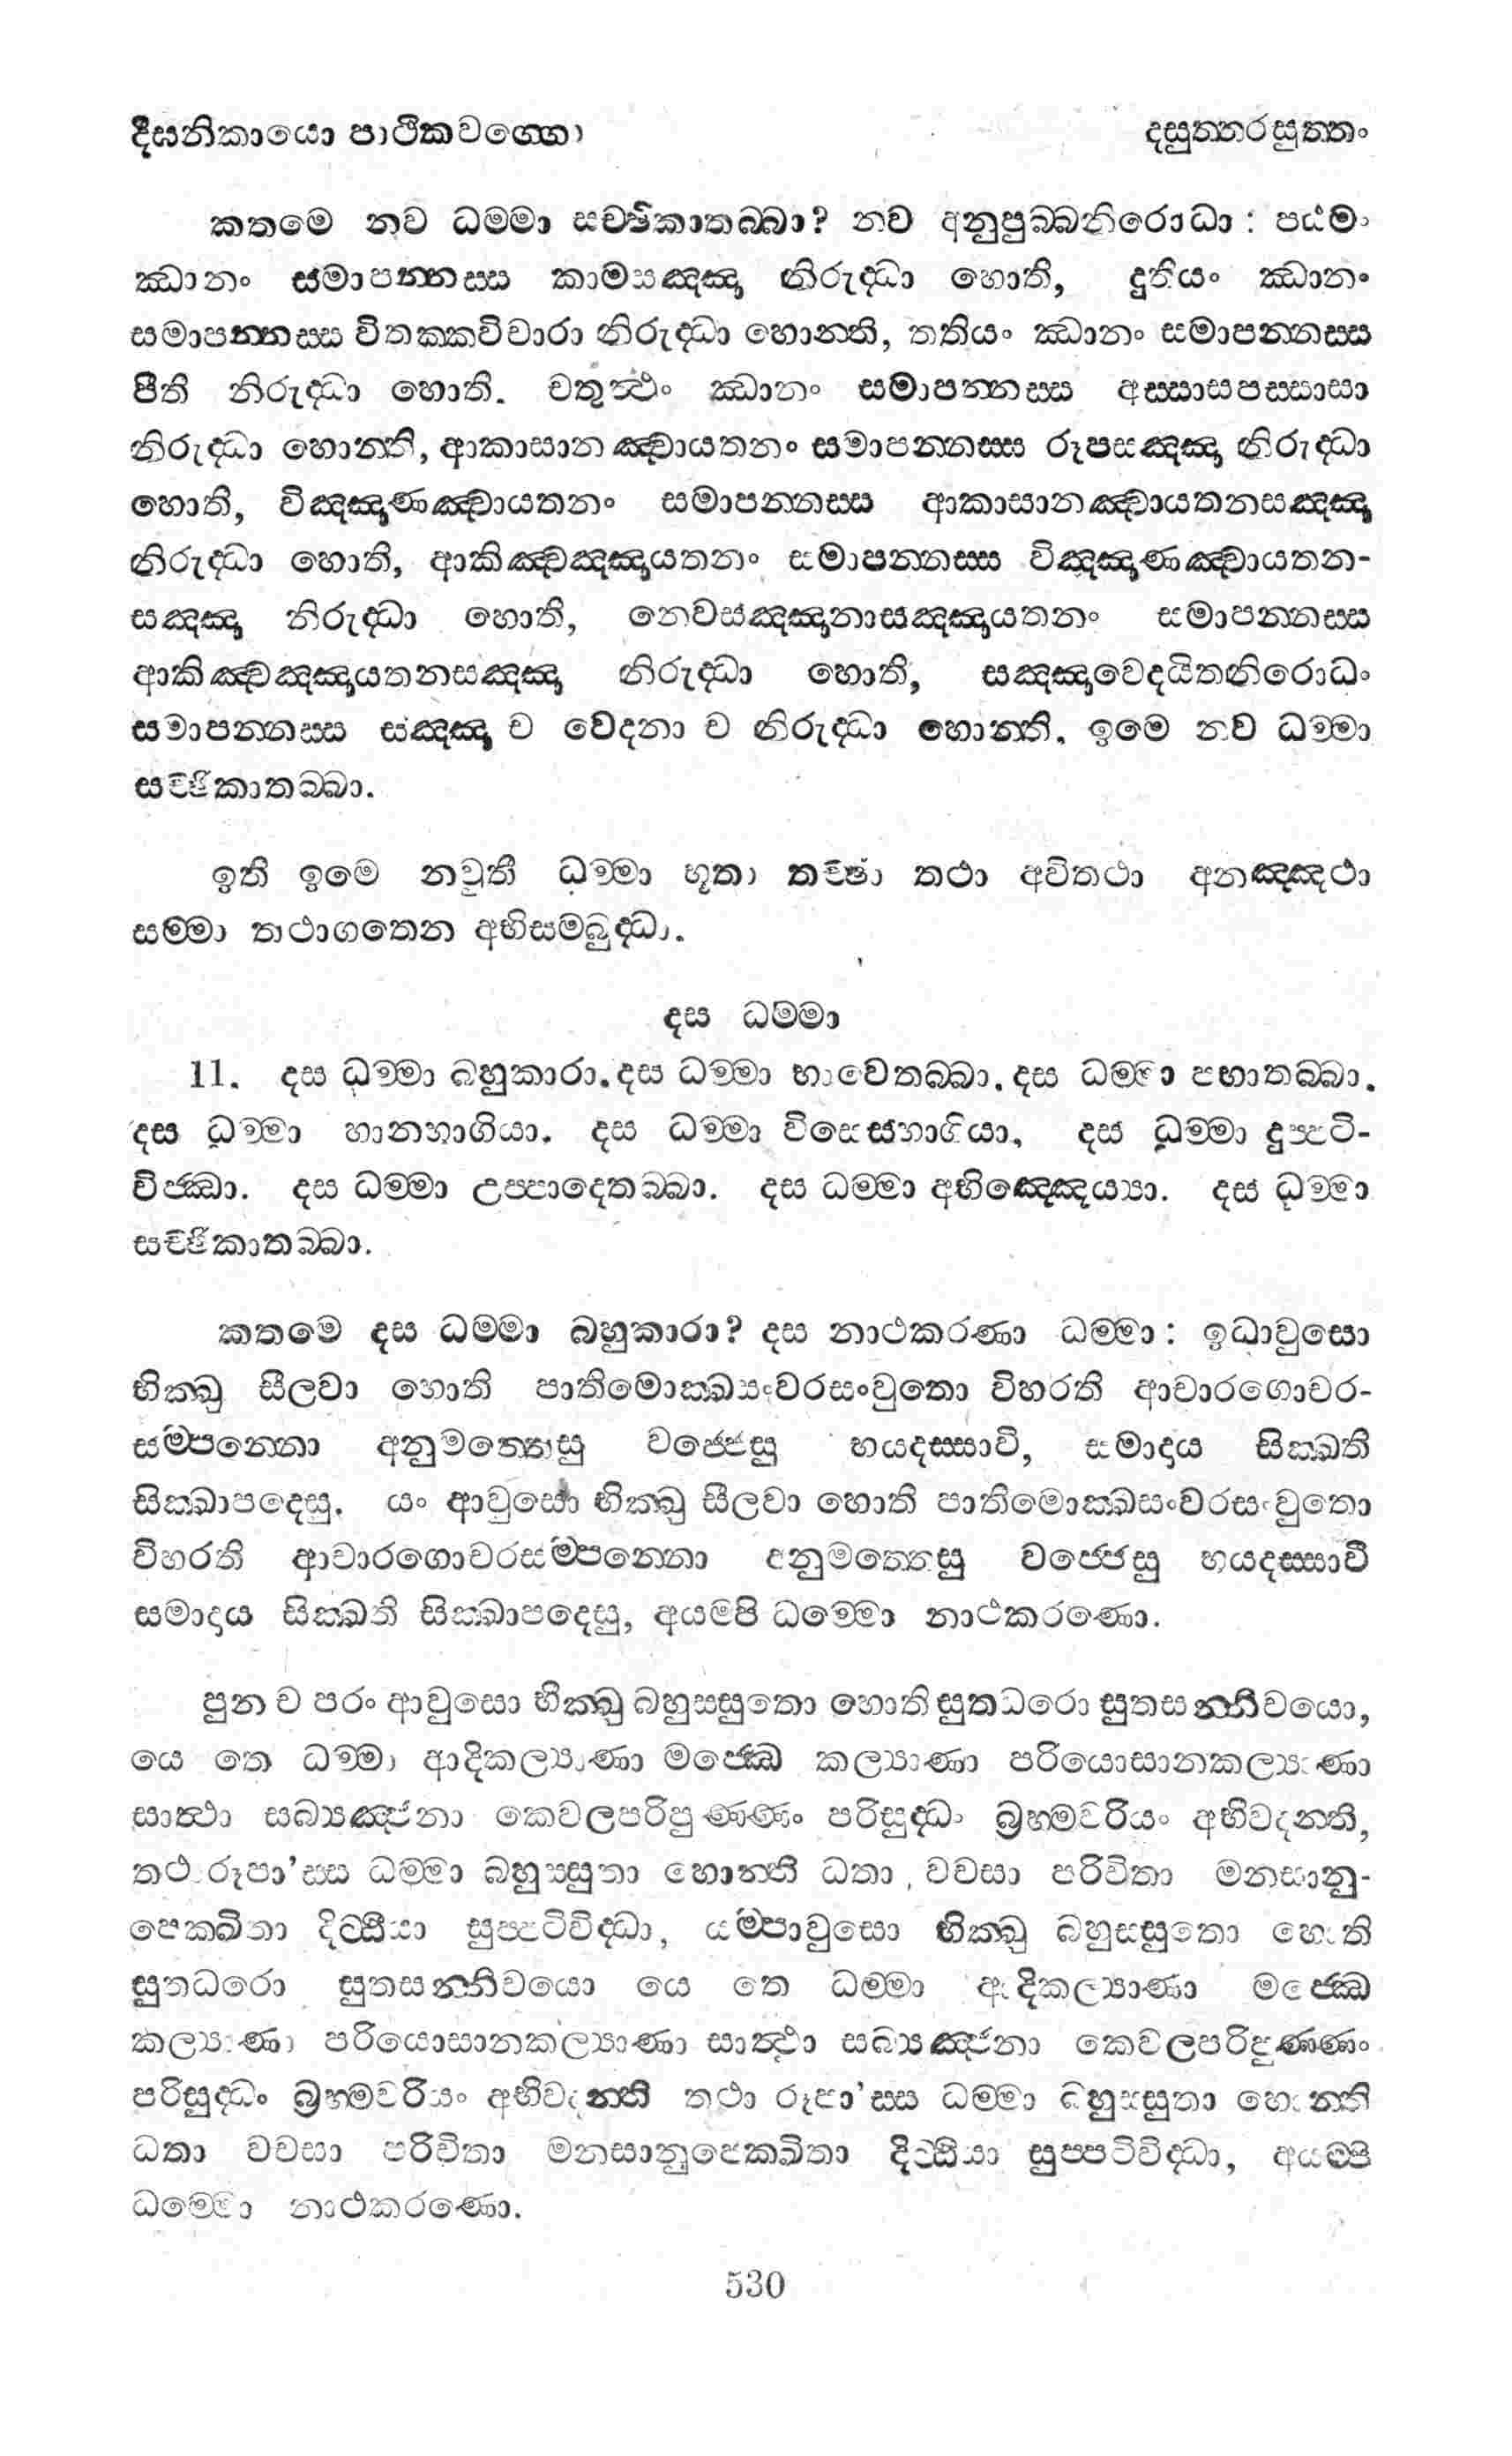 දීඝනිකායො පාථිකවග්ගො දසුත්තරසුත්තං
කතමෙ නව ධම්මා සච්ඡිකාතබ්බා? නව අනුපුබ්බනිරොධා: පඨමං
ඣානං සමාපන්නස්ස කාමසඤ්ඤා නිරුද්ධා හොති, දුතියං ඣානං
සමාපන්නස්ස විතක්කවිචාරා නිරුද්ධා හොන්ති, තතියං ඣානං සමාපන්නස්ස
පීති නිරුද්ධා හොති. චතුත්ථං ඣානං සමාපන්නස්ස අස්සාසපස්සාසා
නිරුද්ධා හොන්ති, ආකාසානඤ්චායතනං සමාපන්නස්ස රූපසඤ්ඤා නිරුද්ධා
හොති, විඤ්ඤාණඤ්චායතනං සමාපන්නස්ස ආකාසානඤ්චායතනසඤ්ඤා
නිරුද්ධා හොති, ආකිඤ්චඤ්ඤායතනං සමාපන්නස්ස විඤ්ඤාණඤ්චායතන-
සඤ්ඤා නිරුද්ධා හොති, නෙවසඤ්ඤානාසඤ්ඤායතනං සමාපන්නස්ස
ආකිඤ්චඤ්ඤායතනසඤ්ඤා නිරුද්ධා හොති, සඤ්ඤාවෙදයිතනිරොධං
සමාපන්නස්ස සඤ්ඤා ච වෙදනා ච නිරුද්ධා හොන්ති. ඉමෙ නව ධම්මා
සච්ඡිකාතබ්බා.
ඉති ඉමෙ නවුති ධම්මා භූතා තච්ඡා තථා අවිතථා අනඤ්ඤථා
සම්මා තථාගතෙන අභිසම්බුද්ධා.
දස ධම්මා
11. දස ධම්මා බහුකාරා. දස ධම්මා භාවෙතබ්බා. දස ධම්මා පහාතබ්බා.
දස ධම්මා හානභාගියා. දස ධම්මා විසෙසභාගියා, දස ධම්මා දුප්පටි-
විජ්ඣා. දස ධම්මා උප්පාදෙතබ්බා. දස ධම්මා අභිඤ්ඤෙය්‍යා. දස ධම්මා
සච්ඡිකාතබ්බා.
කතමෙ දස ධම්මා බහුකාරා? දස නාථකරණා ධම්මා: ඉධාවුසො
භික්ඛු සීලවා හොති පාතිමොක්ඛසංවරසංවුතො විහරති ආචාරගොචර-
සම්පන්නො අනුමත්තෙසු වජ්ජෙසු භයදස්සාවි, සමාදාය සික්ඛති
සික්ඛාපදෙසු. යං ආවුසො භික්ඛු සීලවා හොති පාතිමොක්ඛසංවරසංවුතො
විහරති ආචාරගොචරසම්පන්නො අනුමත්තෙසු වජ්ජෙසු භයදස්සාවී
සමාදාය සික්ඛති සික්ඛාපදෙසු, අයම්පි ධම්මො නාථකරණො.
පුන ච පරං ආවුසො භික්ඛු බහුස්සුතො හොති සුතධරො සුතසන්නිචයො,
යෙ තෙ ධම්මා ආදිකල්‍යාණා මජ්ඣෙ කල්‍යාණා පරියොසානකල්‍යාණා
සාත්ථා සබ්‍යඤ්ජනා කෙවලපරිපුණ්ණං පරිසුද්ධං බ්‍රහ්මචරියං අභිවදන්ති,
තථාරූපා’ස්ස ධම්මා බහුස්සුතා හොන්ති ධතා, වචසා පරිචිතා මනසානු-
පෙක්ඛිතා දිට්ඨියා සුප්පටිවිද්ධා, යම්පාවුසො භික්ඛු බහුස්සුතො හොති
සුතධරො සුතසන්නිචයො යෙ තෙ ධම්මා ආදිකල්‍යාණා මජ්ඣෙ
කල්‍යාණා පරියොසානකල්‍යාණා සාත්ථා සබ්‍යඤ්ජනා කෙවලපරිපුණ්ණං
පරිසුද්ධං බ්‍රහ්මචරියං අභිවදන්ති තථා රූපා’ස්ස ධම්මා බහුස්සුතා හොන්ති
ධතා වචසා පරිචිතා මනසානුපෙක්ඛිතා දිට්ඨියා සුප්පටිවිද්ධා, අයම්පි
ධම්මො නාථකරණො.
530